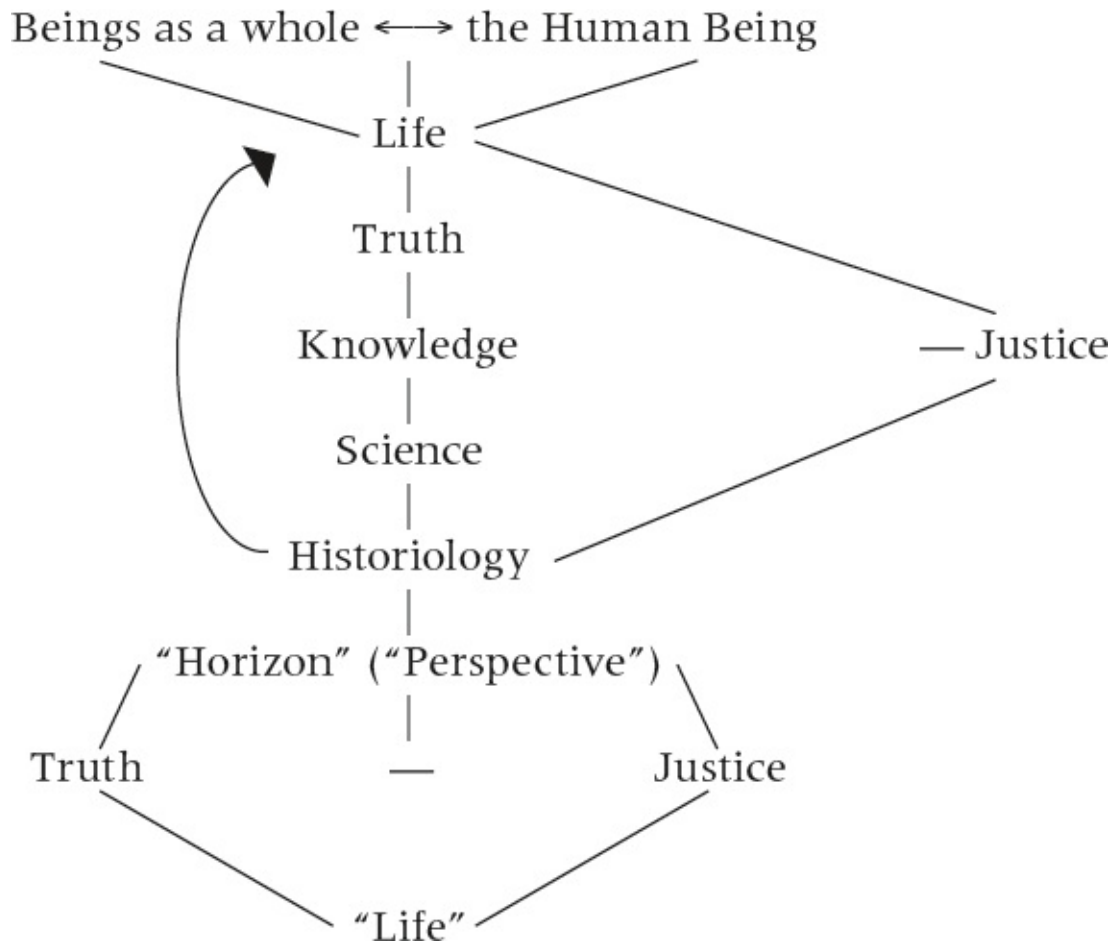 Beings as a whole ⟷ the Human Being
Life
Truth
Knowledge — Justice
Science
Historiology
“Horizon” (“Perspective”)
Truth — Justice
“Life”